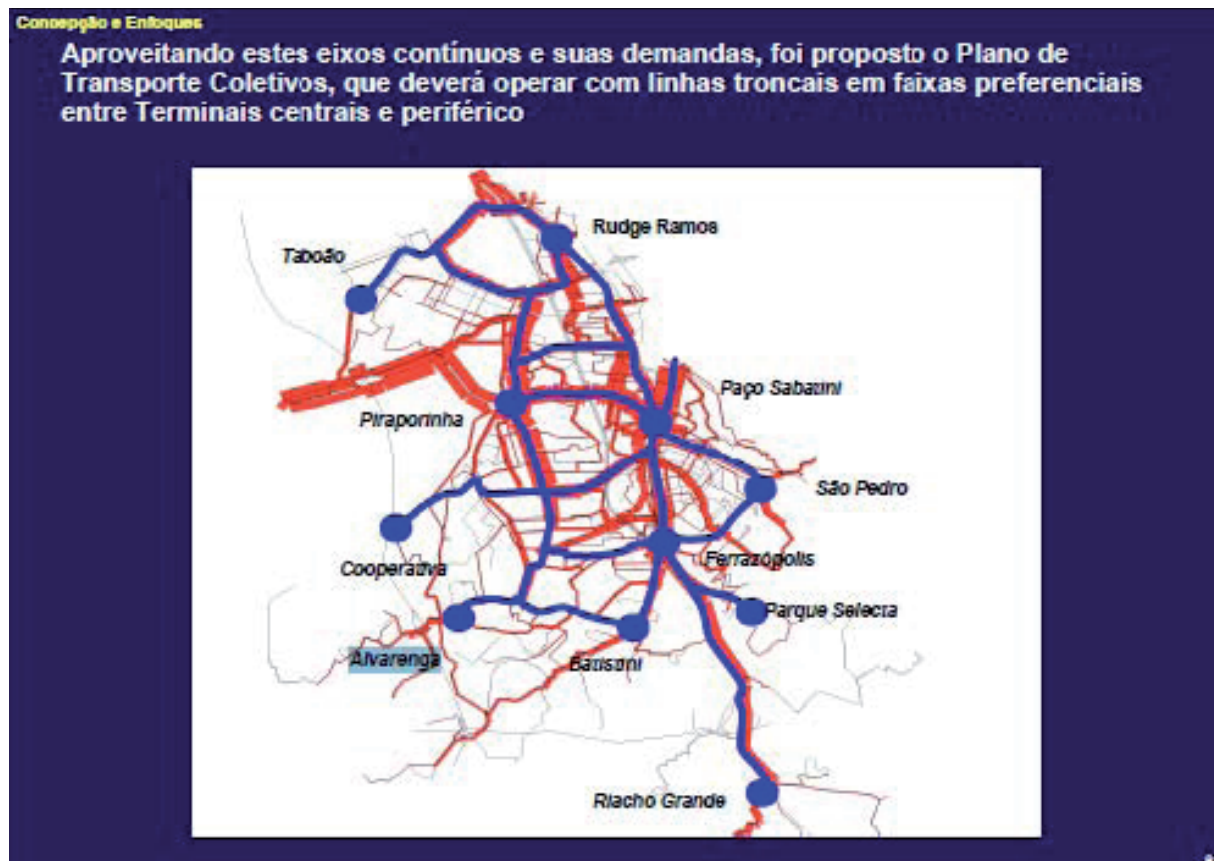 Concepção e Enfoques
Aproveitando estes eixos contínuos e suas demandas, foi proposto o Plano de
Transporte Coletivos, que deverá operar com linhas troncais em faixas preferenciais
entre Terminais centrais e periférico
Rudge Ramos
Taboão
Paço Sabatini
Piraporinha
São Pedro
Ferrazópolis
Cooperativa
Parque Selecta
Alvarenga
Batistini
Riacho Grande